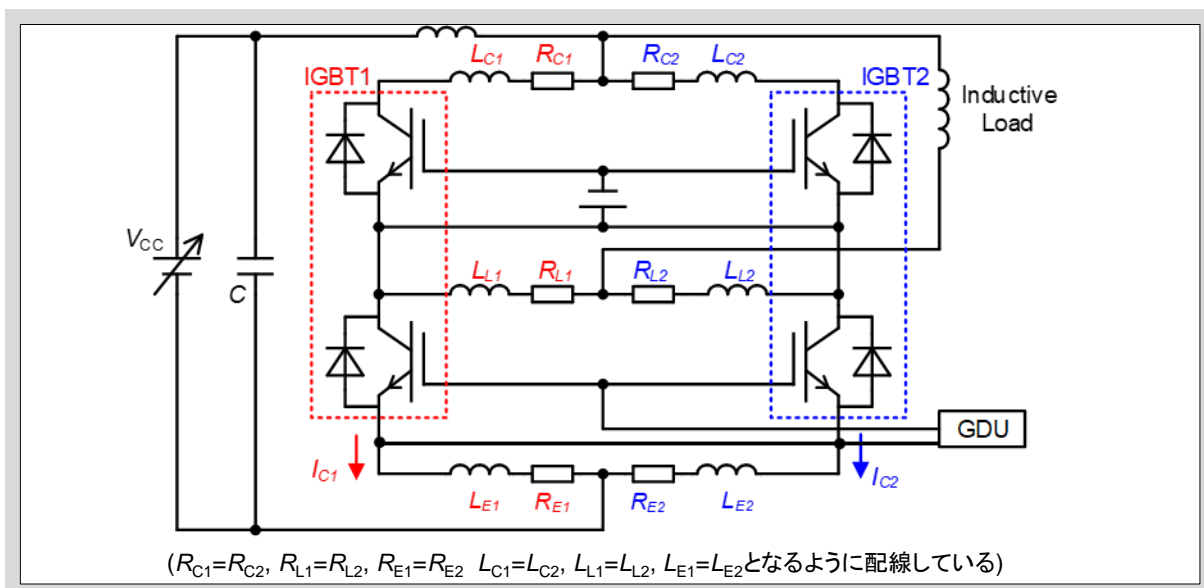 L_C1 R_C1 R_C2 L_C2
IGBT1 IGBT2
Inductive
Load
V_CC
C
L_L1 R_L1 R_L2 L_L2
GDU
I_C1 I_C2
L_E1 R_E1 R_E2 L_E2
(R_C1=R_C2, R_L1=R_L2, R_E1=R_E2 L_C1=L_C2, L_L1=L_L2, L_E1=L_E2となるように配線している)